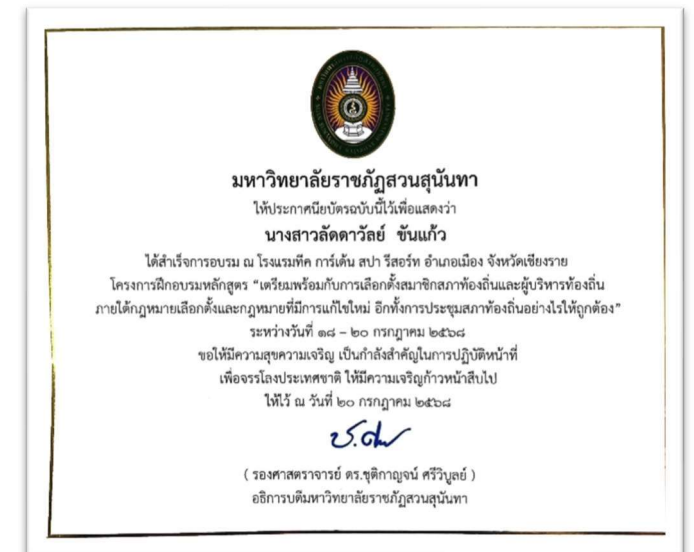 มหาวิทยาลัยราชภัฏสวนสุนันทา
ให้ประกาศนียบัตรฉบับนี้ไว้เพื่อแสดงว่า
นางสาวลัดดาวัลย์ ขันแก้ว
ได้สำเร็จการอบรม ณ โรงแรมทีค การ์เด้น สปา รีสอร์ท อำเภอเมือง จังหวัดเชียงราย
โครงการฝึกอบรมหลักสูตร “เตรียมพร้อมกับการเลือกตั้งสมาชิกสภาท้องถิ่นและผู้บริหารท้องถิ่น
ภายใต้กฎหมายเลือกตั้งและกฎหมายที่มีการแก้ไขใหม่ อีกทั้งการประชุมสภาท้องถิ่นอย่างไรให้ถูกต้อง”
ระหว่างวันที่ ๑๘ – ๒๐ กรกฎาคม ๒๕๖๘
ขอให้มีความสุขความเจริญ เป็นกำลังสำคัญในการปฏิบัติหน้าที่
เพื่อจรรโลงประเทศชาติ ให้มีความเจริญก้าวหน้าสืบไป
ให้ไว้ ณ วันที่ ๒๐ กรกฎาคม ๒๕๖๘
( รองศาสตราจารย์ ดร.ชุติกาญจน์ ศรีวิบูลย์ )
อธิการบดีมหาวิทยาลัยราชภัฏสวนสุนันทา